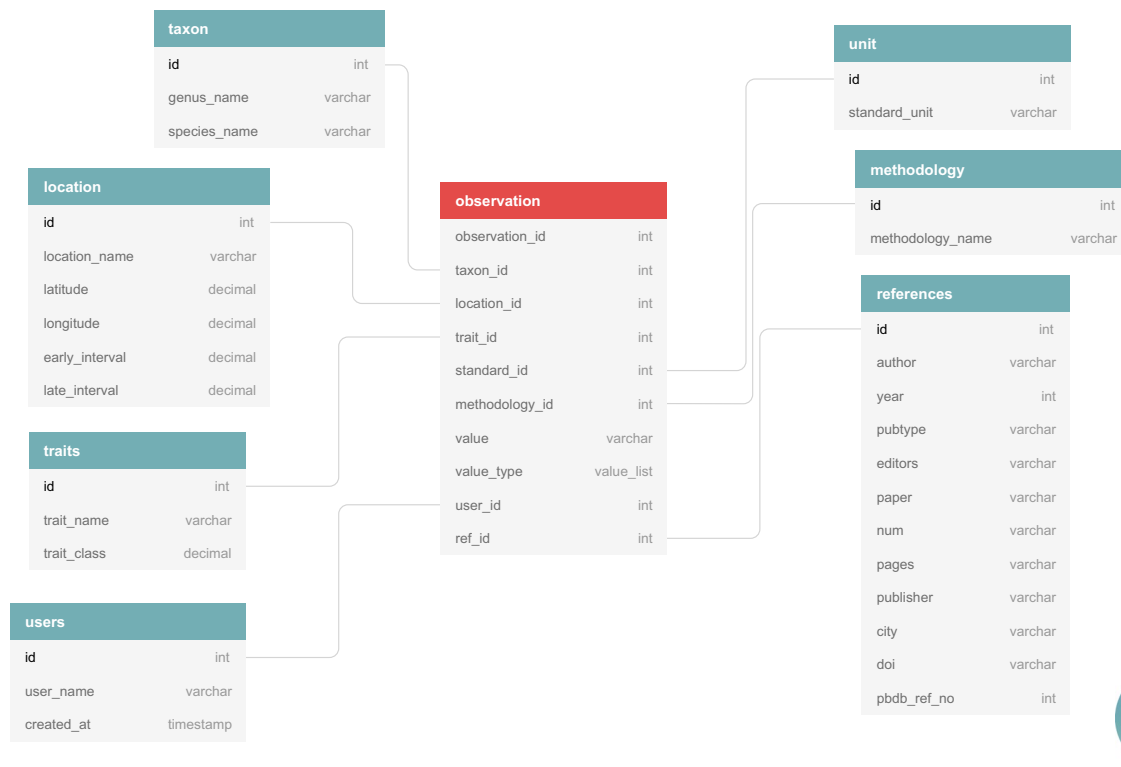 taxon
id int
genus_name varchar
species_name varchar
location
id int
location_name varchar
latitude decimal
longitude decimal
early_interval decimal
late_interval decimal
traits
id int
trait_name varchar
trait_class decimal
users
id int
user_name varchar
created_at timestamp
observation
observation_id int
taxon_id int
location_id int
trait_id int
standard_id int
methodology_id int
value varchar
value_type value_list
user_id int
ref_id int
unit
id int
standard_unit varchar
methodology
id int
methodology_name varchar
references
id int
author varchar
year int
pubtype varchar
editors varchar
paper varchar
num varchar
pages varchar
publisher varchar
city varchar
doi varchar
pbdb_ref_no int